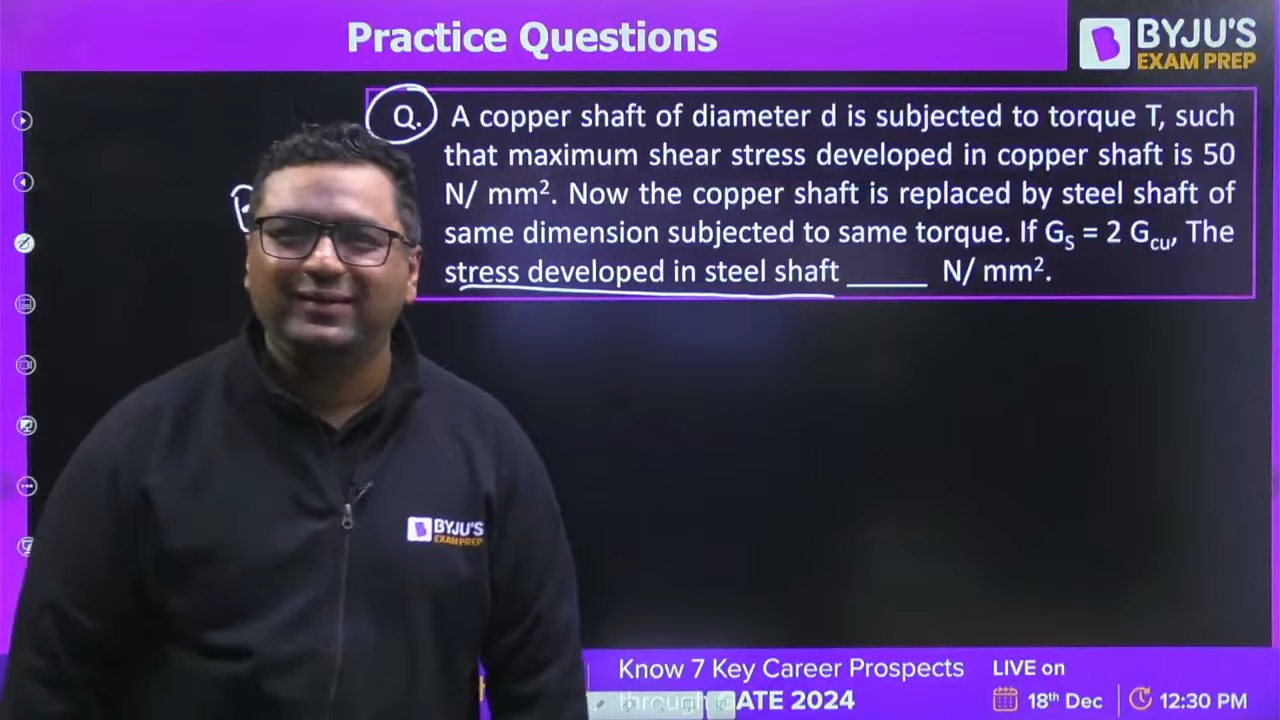 Practice Questions
BYJU'S
EXAM PREP
Q. A copper shaft of diameter d is subjected to torque T, such
that maximum shear stress developed in copper shaft is 50
N/ mm². Now the copper shaft is replaced by steel shaft of
same dimension subjected to same torque. If Gₛ = 2 G꜀ᵤ, The
stress developed in steel shaft _____ N/ mm².
BYJU'S
EXAM PREP
Know 7 Key Career Prospects
through GATE 2024
LIVE on
18ᵗʰ Dec
12:30 PM